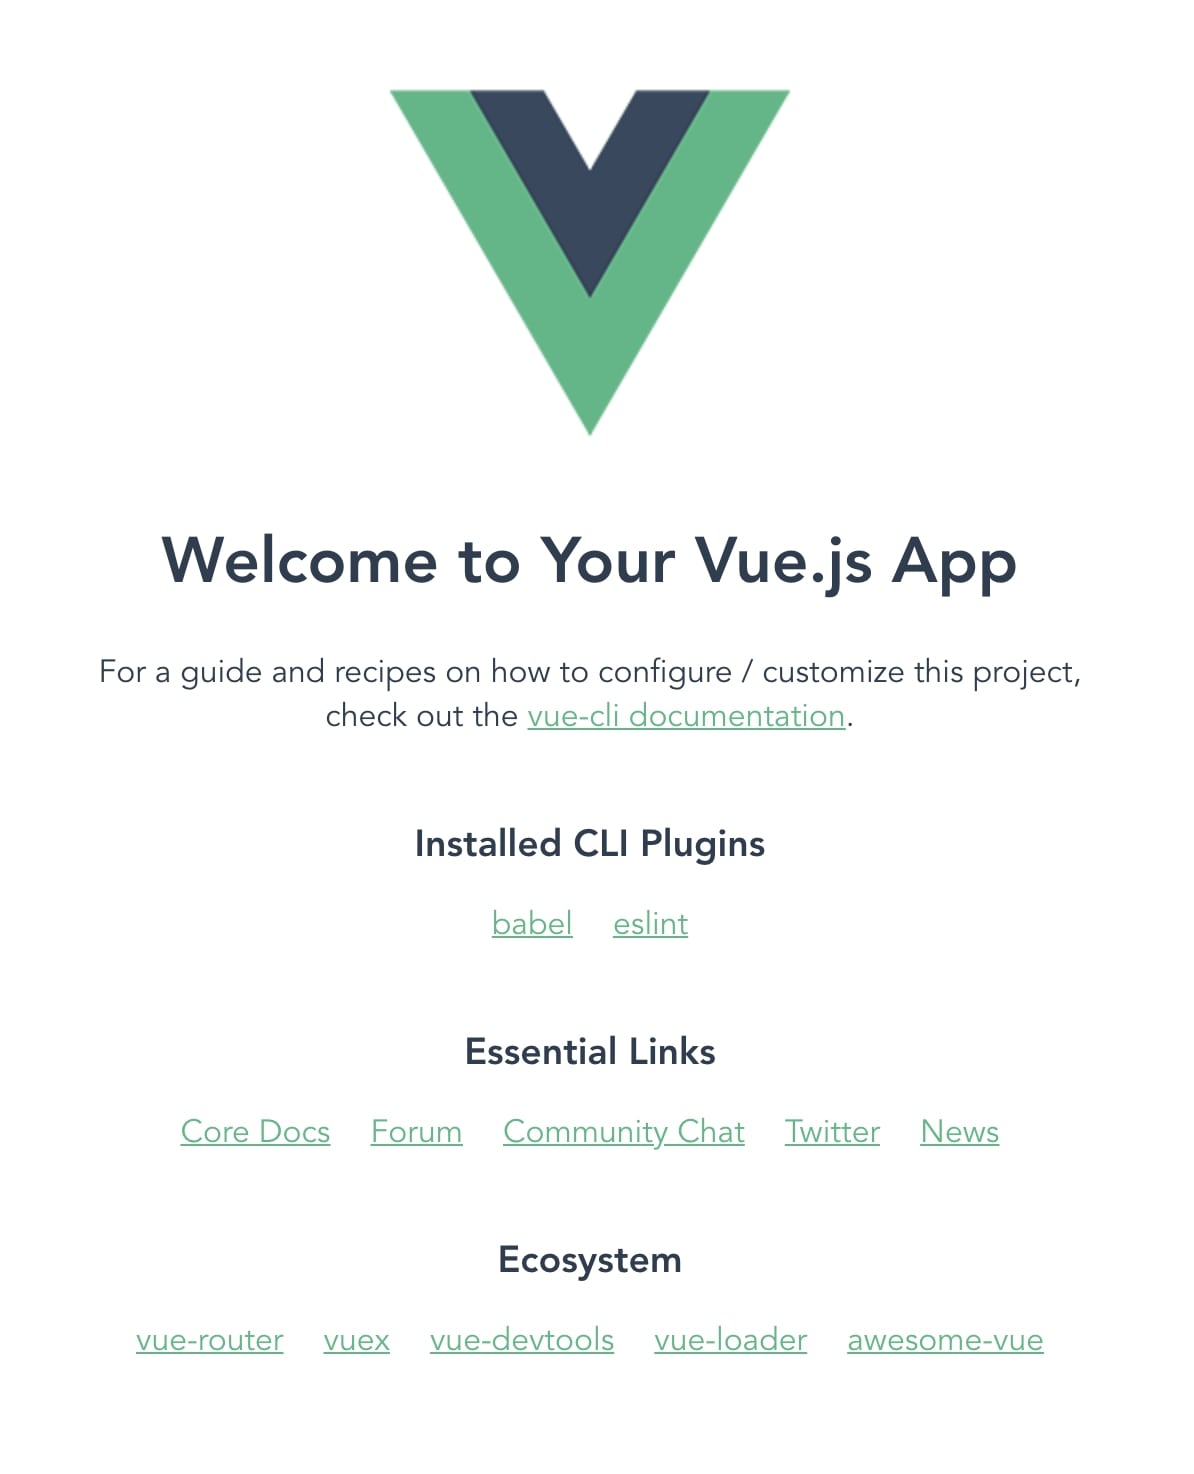 Welcome to Your Vue.js App
For a guide and recipes on how to configure / customize this project,
check out the vue-cli documentation.
Installed CLI Plugins
babel eslint
Essential Links
Core Docs Forum Community Chat Twitter News
Ecosystem
vue-router vuex vue-devtools vue-loader awesome-vue